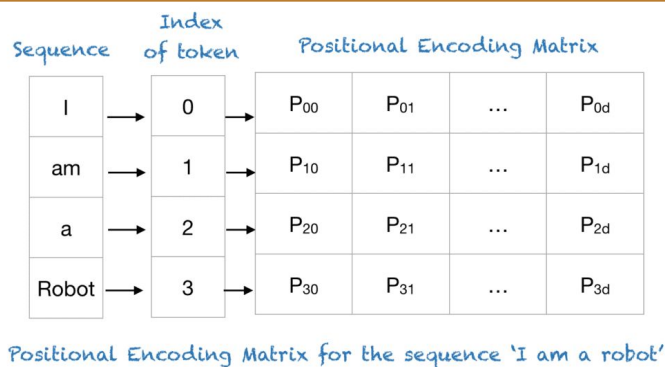 Index
Sequence of token Positional Encoding Matrix
I 0 P00 P01 ... P0d
am 1 P10 P11 ... P1d
a 2 P20 P21 ... P2d
Robot 3 P30 P31 ... P3d
Positional Encoding Matrix for the sequence 'I am a robot'